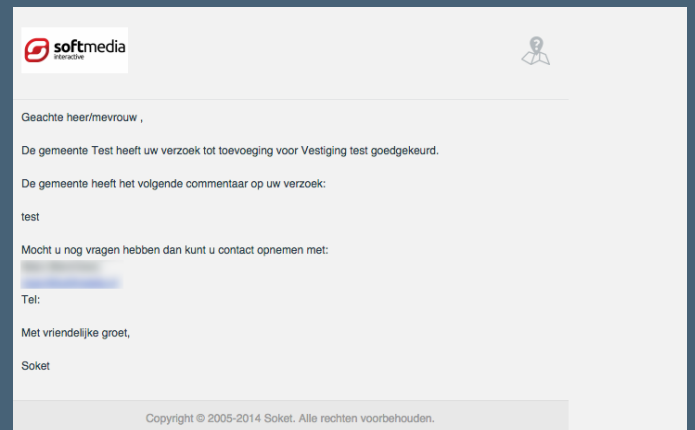 softmedia
interactive
?
Geachte heer/mevrouw ,
De gemeente Test heeft uw verzoek tot toevoeging voor Vestiging test goedgekeurd.
De gemeente heeft het volgende commentaar op uw verzoek:
test
Mocht u nog vragen hebben dan kunt u contact opnemen met:
Tel:
Met vriendelijke groet,
Soket
Copyright © 2005-2014 Soket. Alle rechten voorbehouden.